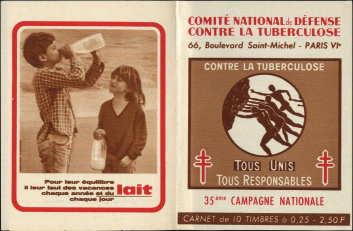 Pour leur équilibre
il leur faut des vacances
chaque année et du
chaque jour
lait
COMITÉ NATIONAL de DÉFENSE
CONTRE LA TUBERCULOSE
66, Boulevard Saint-Michel - PARIS VIe
CONTRE LA TUBERCULOSE
TOUS UNIS
TOUS RESPONSABLES
35ème CAMPAGNE NATIONALE
CARNET de 10 TIMBRES à 0,25 - 2,50 F